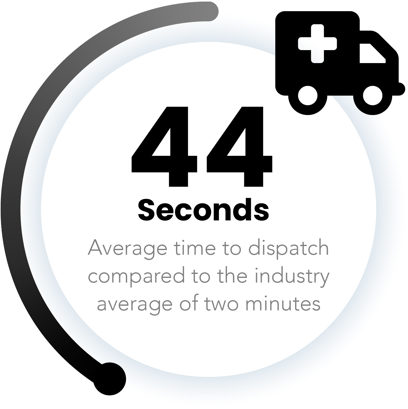 44
Seconds
Average time to dispatch
compared to the industry
average of two minutes